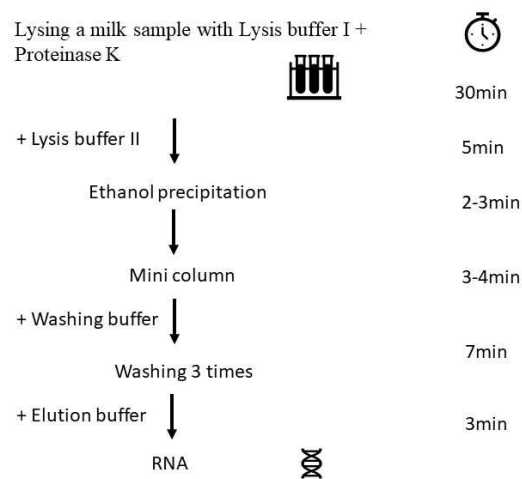 Lysing a milk sample with Lysis buffer I +
Proteinase K
30min
+ Lysis buffer II
5min
Ethanol precipitation
2-3min
Mini column
3-4min
+ Washing buffer
7min
Washing 3 times
+ Elution buffer
3min
RNA